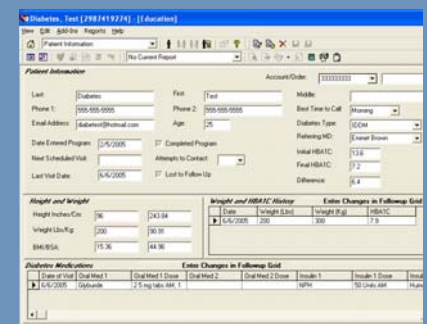 Diabetes, Test [2987419274] - [Education]
View Edit Add-Ins Reports Help
Patient Information
No Current Report
Patient Information
Account/Order:
Last: Diabetes First: Test Middle:
Phone 1: 555-555-5555 Phone 2: 555-555-5555 Best Time to Call: Morning
Email Address: diabetest@hotmail.com Age: 25 Diabetes Type: IDDM
Date Entered Program: 2/5/2005 Completed Program Referring MD: Emmet Brown
Next Scheduled Visit: Attempts to Contact: Initial HBA1C: 13.6
Last Visit Date: 6/6/2005 Lost to Follow Up Final HBA1C: 7.2
Difference: 6.4
Height and Weight Weight and HBA1C History Enter Changes in Followup Grid
Height Inches/Cm: 96 243.84 Date Weight (Lbs) Weight (Kg) HBA1C
Weight Lbs/Kg: 200 90.91 6/6/2005 200 300 7.9
BMI/BSA: 15.36 44.96
Diabetes Medications Enter Changes in Followup Grid
Date of Visit Oral Med 1 Oral Med 1 Dose Oral Med 2 Oral Med 2 Dose Insulin 1 Insulin 1 Dose
6/6/2005 Glyburide 2.5 mg tabs AM, 1 NPH 50 Units AM